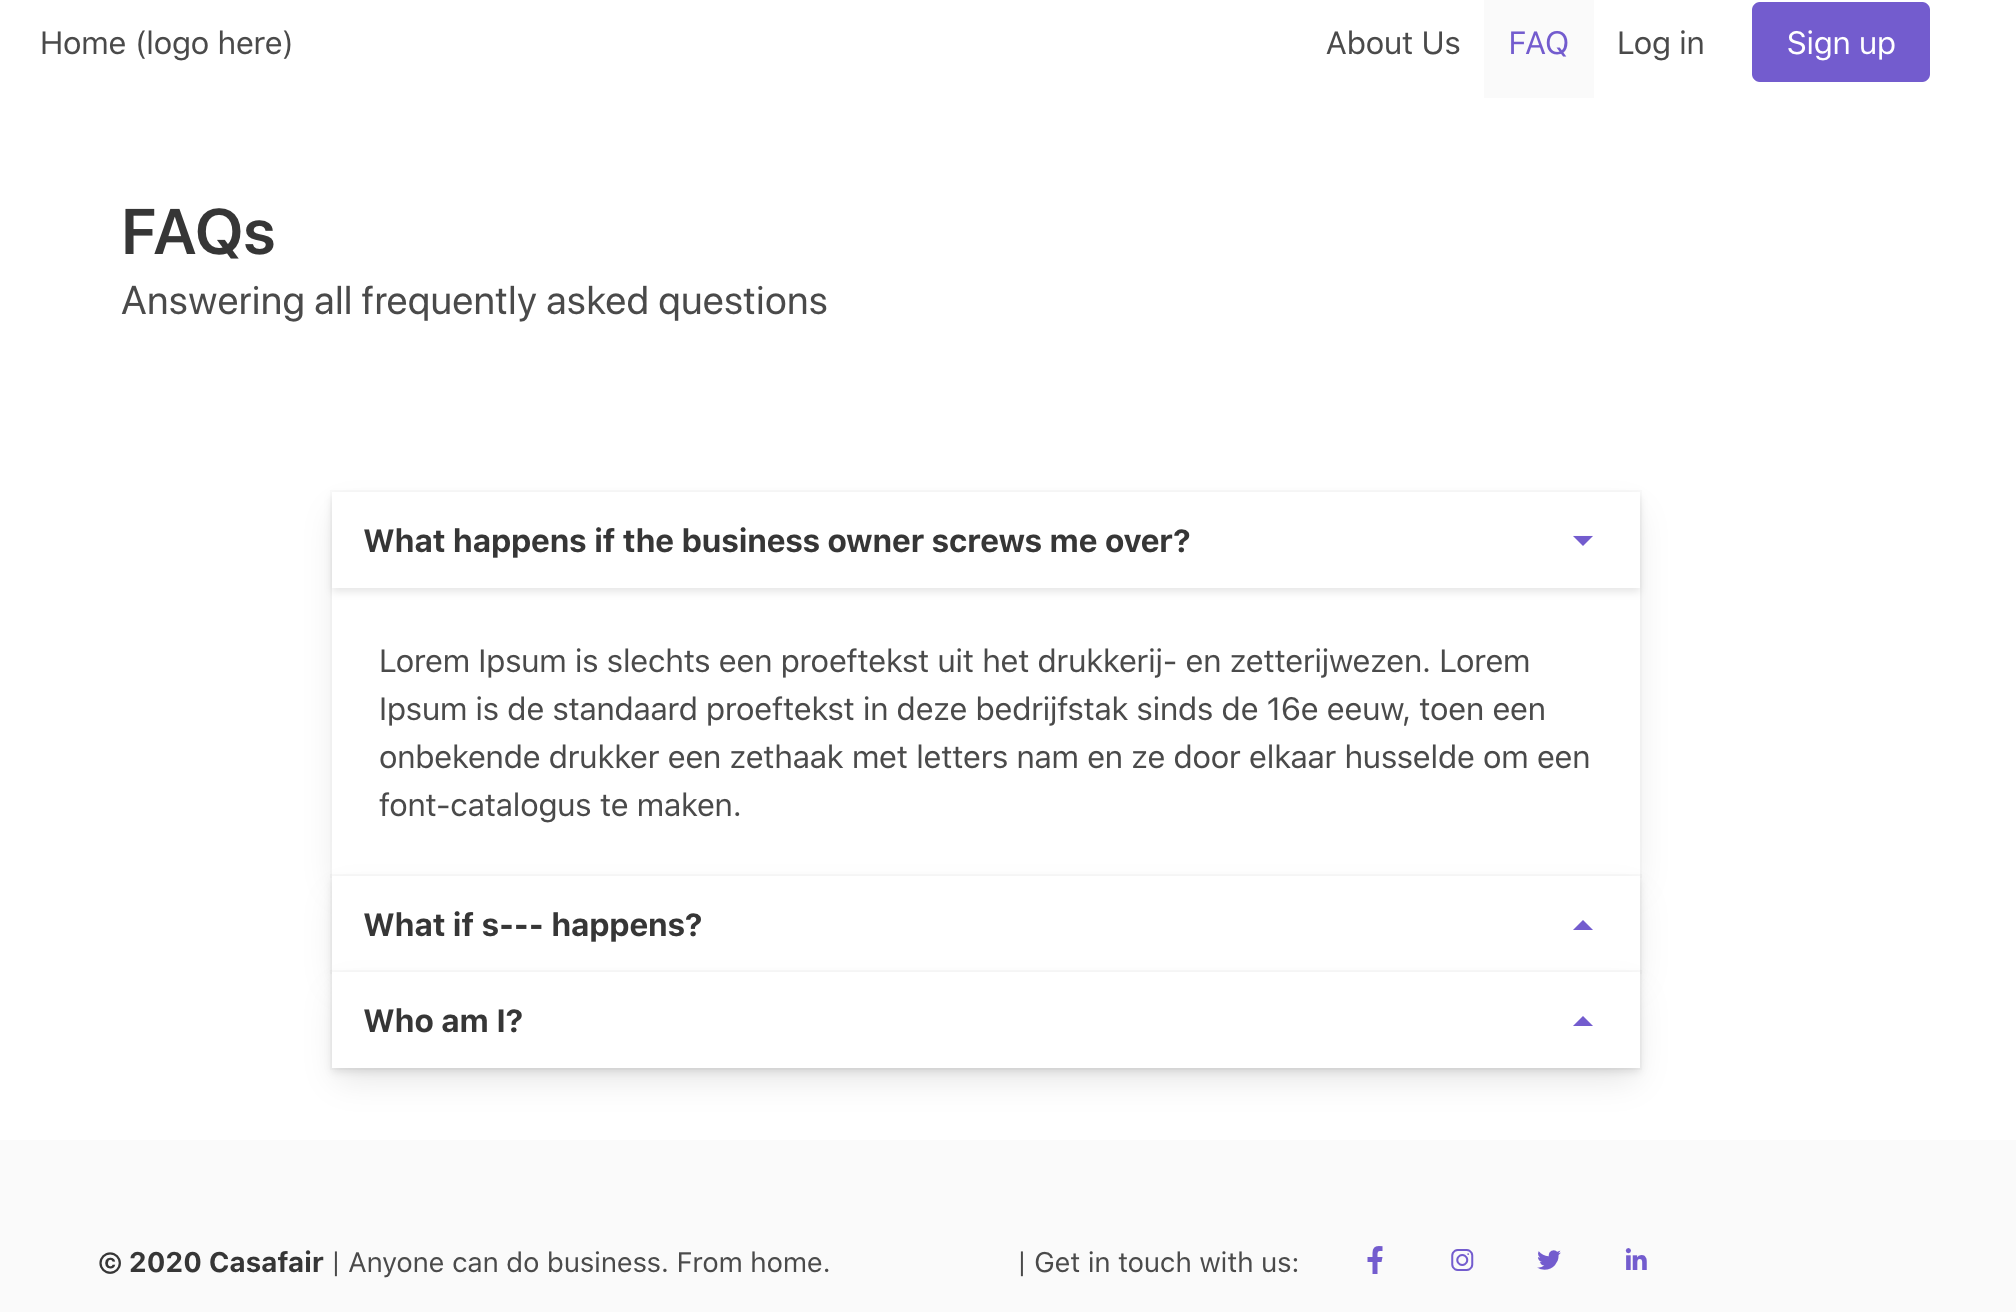 Home (logo here)
About Us
FAQ
Log in
Sign up
FAQs
Answering all frequently asked questions
What happens if the business owner screws me over?
Lorem Ipsum is slechts een proeftekst uit het drukkerij- en zetterijwezen. Lorem
Ipsum is de standaard proeftekst in deze bedrijfstak sinds de 16e eeuw, toen een
onbekende drukker een zethaak met letters nam en ze door elkaar husselde om een
font-catalogus te maken.
What if s--- happens?
Who am I?
© 2020 Casafair | Anyone can do business. From home.
| Get in touch with us: